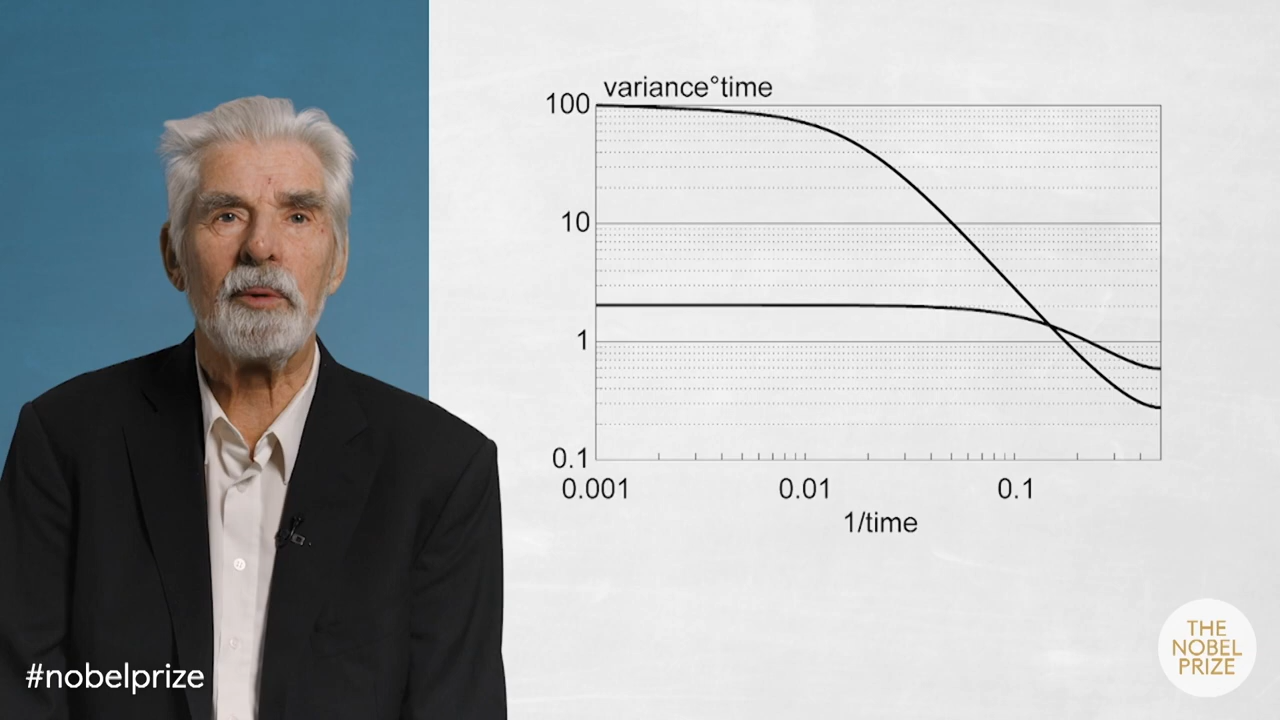 variance°time
100
10
1
0.1
0.001 0.01 0.1
1/time
#nobelprize
THE
NOBEL
PRIZE